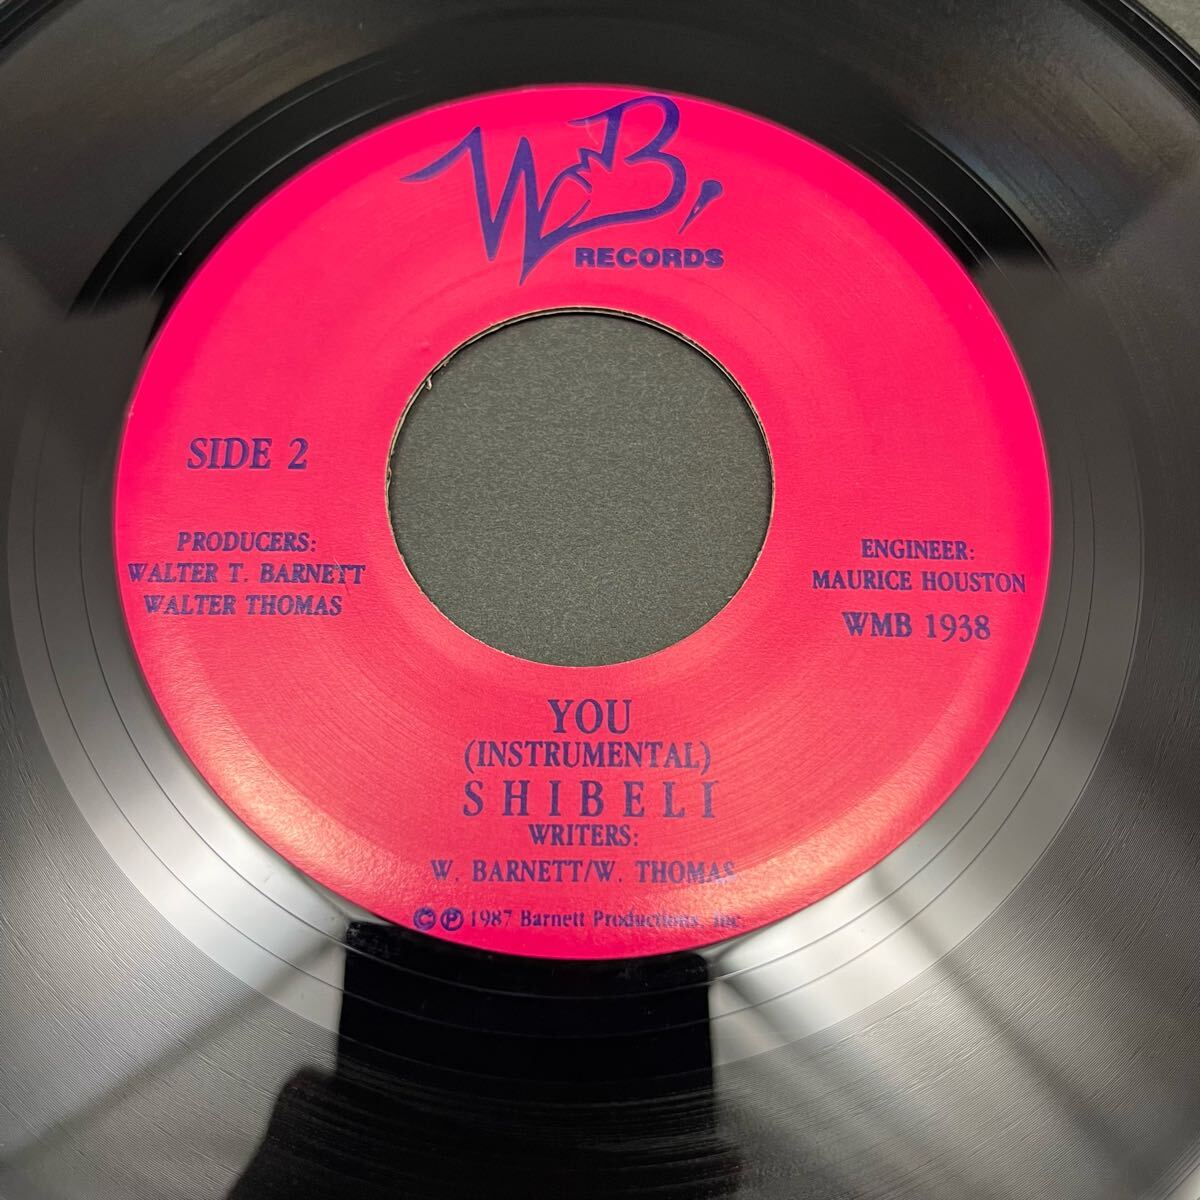 WB
RECORDS
SIDE 2
PRODUCERS:
WALTER T. BARNETT
WALTER THOMAS
ENGINEER:
MAURICE HOUSTON
WMB 1938
YOU
(INSTRUMENTAL)
SHIBELI
WRITERS:
W. BARNETT/W. THOMAS
© ℗ 1987 Barnett Productions, Inc.